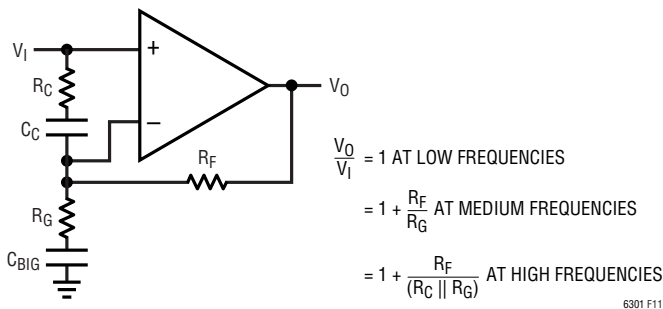 V_I
+
R_C
C_C
−
V_O
R_F
R_G
C_BIG
V_O/V_I = 1 AT LOW FREQUENCIES
= 1 + R_F/R_G AT MEDIUM FREQUENCIES
= 1 + R_F/(R_C || R_G) AT HIGH FREQUENCIES
6301 F11